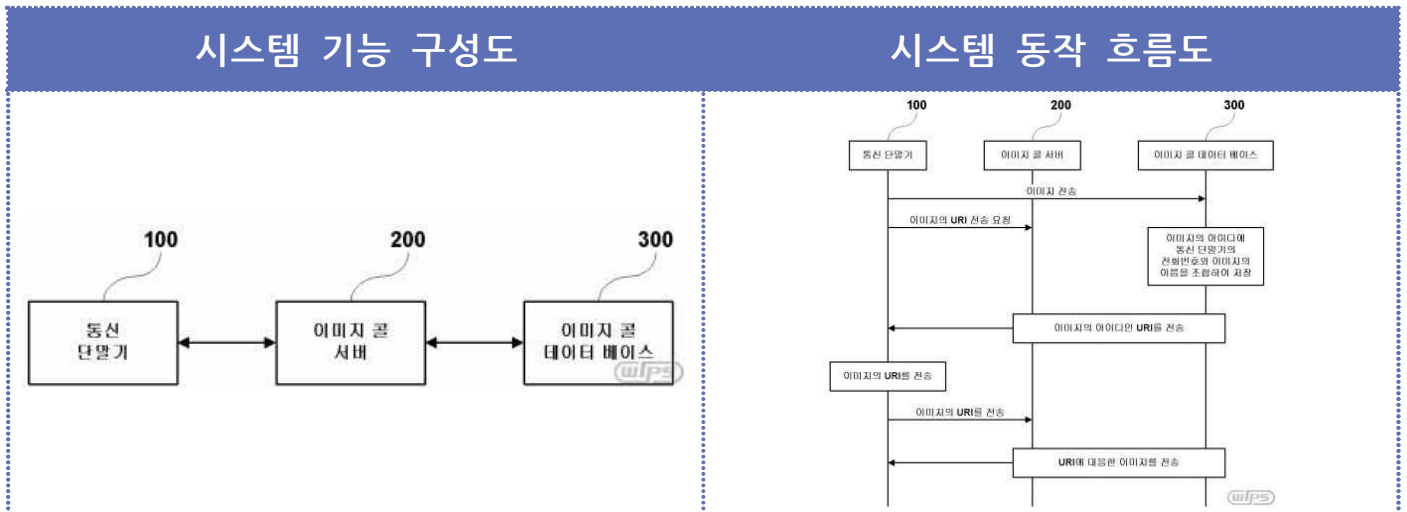 시스템 기능 구성도
시스템 동작 흐름도
100
200
300
통신
단말기
이미지 콜
서버
이미지 콜
데이터 베이스
wips
100
200
300
통신 단말기
이미지 콜 서버
이미지 콜 데이터 베이스
이미지 전송
이미지의 URI 전송 요청
이미지의 아이디에
통신 단말기의
전화번호와 이미지의
이름을 조합하여 저장
이미지의 아이디인 URI를 전송
이미지의 URI를 전송
이미지의 URI를 전송
URI에 대응한 이미지를 전송
wips